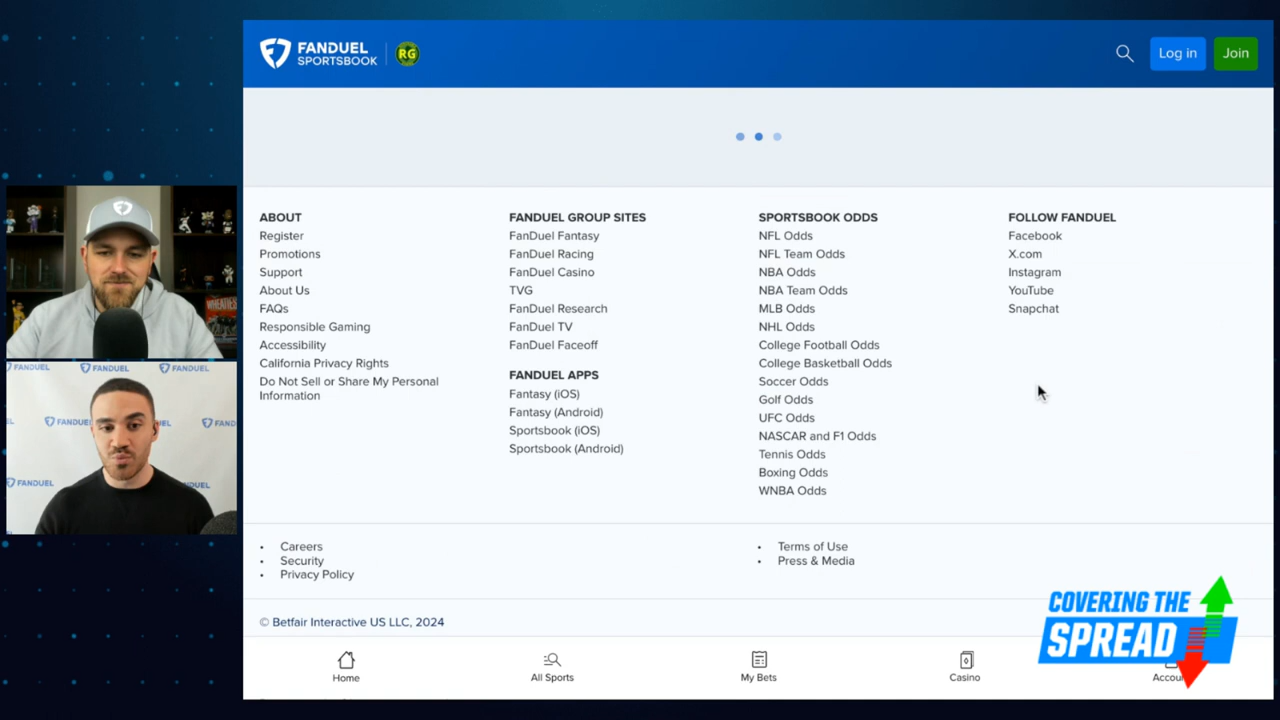 FANDUEL
SPORTSBOOK
RG
Log in
Join
ABOUT
Register
Promotions
Support
About Us
FAQs
Responsible Gaming
Accessibility
California Privacy Rights
Do Not Sell or Share My Personal
Information
FANDUEL GROUP SITES
FanDuel Fantasy
FanDuel Racing
FanDuel Casino
TVG
FanDuel Research
FanDuel TV
FanDuel Faceoff
FANDUEL APPS
Fantasy (iOS)
Fantasy (Android)
Sportsbook (iOS)
Sportsbook (Android)
SPORTSBOOK ODDS
NFL Odds
NFL Team Odds
NBA Odds
NBA Team Odds
MLB Odds
NHL Odds
College Football Odds
College Basketball Odds
Soccer Odds
Golf Odds
UFC Odds
NASCAR and F1 Odds
Tennis Odds
Boxing Odds
WNBA Odds
FOLLOW FANDUEL
Facebook
X.com
Instagram
YouTube
Snapchat
• Careers
• Security
• Privacy Policy
• Terms of Use
• Press & Media
© Betfair Interactive US LLC, 2024
Home
All Sports
My Bets
Casino
COVERING THE
SPREAD
WHEATIES
FANDUEL
FANDUEL
FANDUEL
FANDUEL